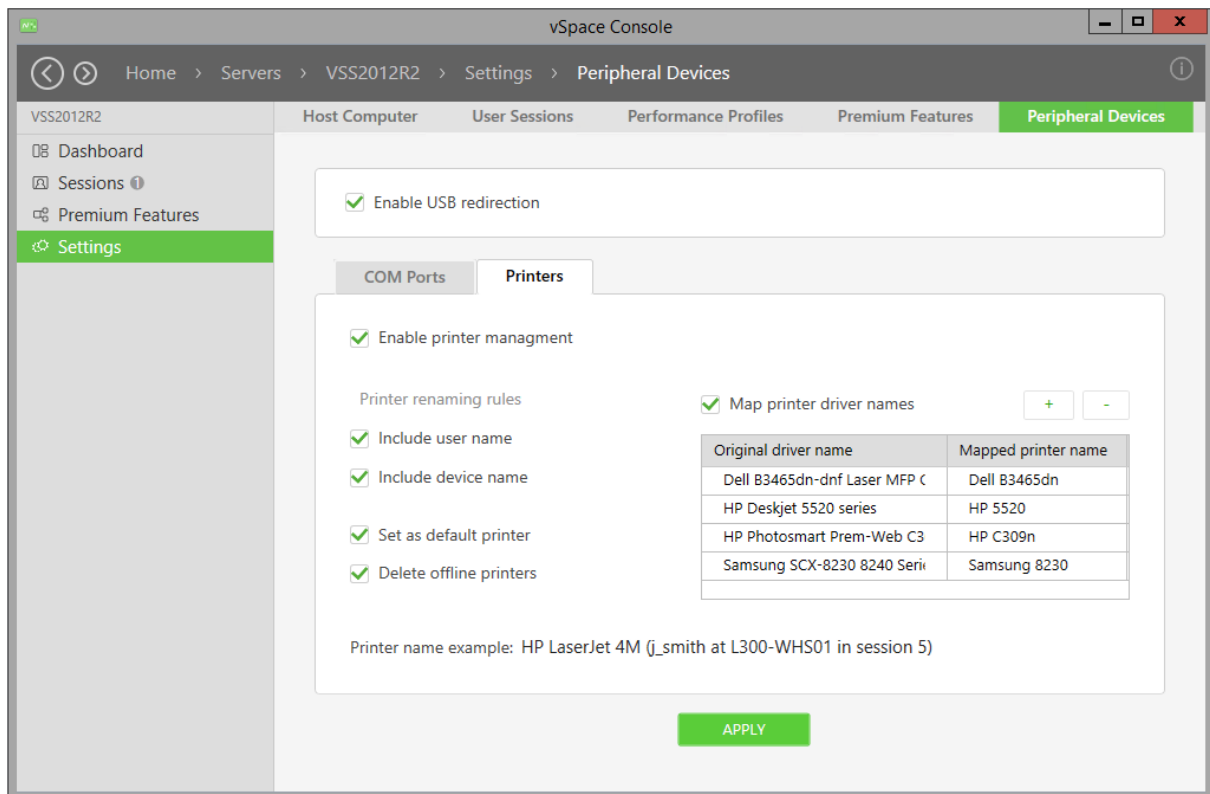 vSpace Console
Home > Servers > VSS2012R2 > Settings > Peripheral Devices
VSS2012R2
Host Computer User Sessions Performance Profiles Premium Features Peripheral Devices
Dashboard
Sessions 1
Premium Features
Settings
Enable USB redirection
COM Ports Printers
Enable printer managment
Printer renaming rules
Map printer driver names + -
Include user name
Include device name
Set as default printer
Delete offline printers
Original driver name Mapped printer name
Dell B3465dn-dnf Laser MFP Dell B3465dn
HP Deskjet 5520 series HP 5520
HP Photosmart Prem-Web C3 HP C309n
Samsung SCX-8230 8240 Seri Samsung 8230
Printer name example: HP LaserJet 4M (j_smith at L300-WHS01 in session 5)
APPLY